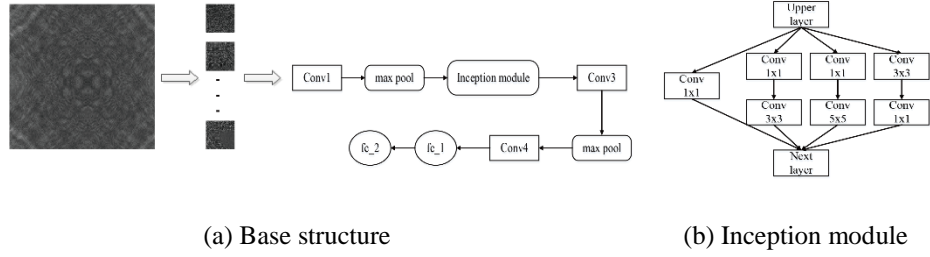 Conv1
max pool
Inception module
Conv3
max pool
Conv4
fc_1
fc_2
(a) Base structure
Upper
layer
Conv
1x1
Conv
1x1
Conv
1x1
Conv
3x3
Conv
3x3
Conv
5x5
Conv
1x1
Next
layer
(b) Inception module